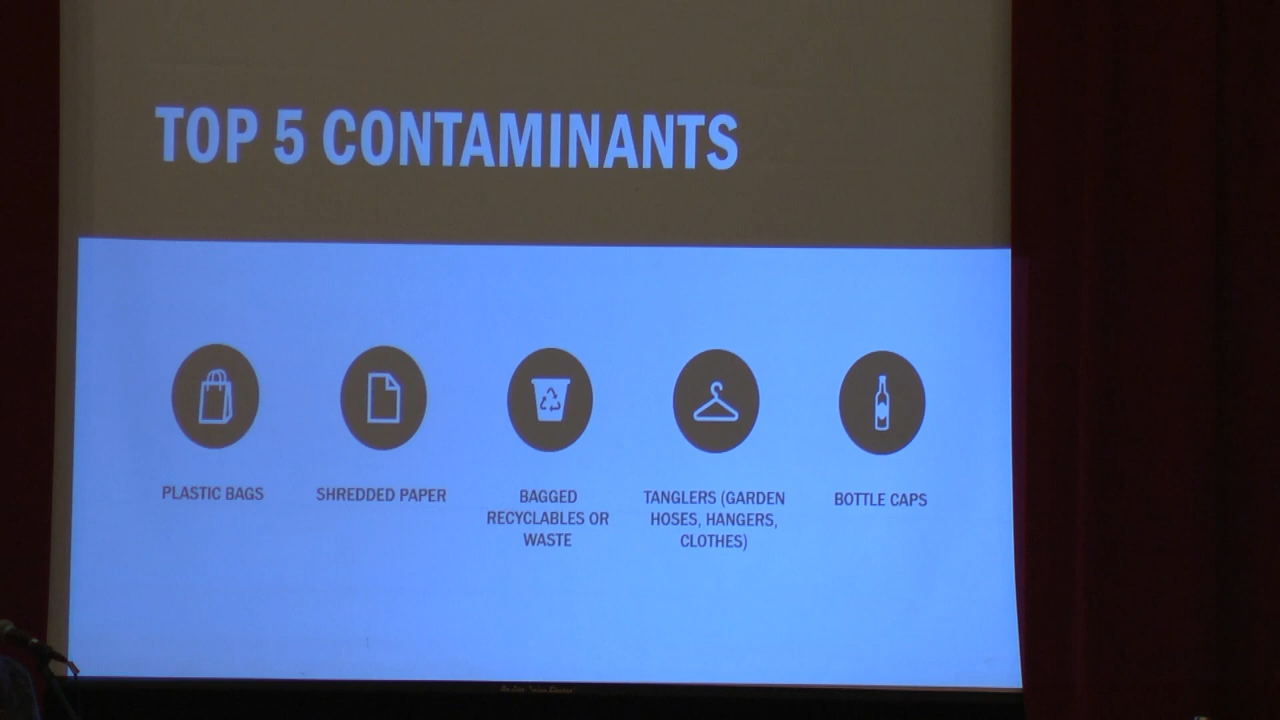 TOP 5 CONTAMINANTS
PLASTIC BAGS
SHREDDED PAPER
BAGGED
RECYCLABLES OR
WASTE
TANGLERS (GARDEN
HOSES, HANGERS,
CLOTHES)
BOTTLE CAPS